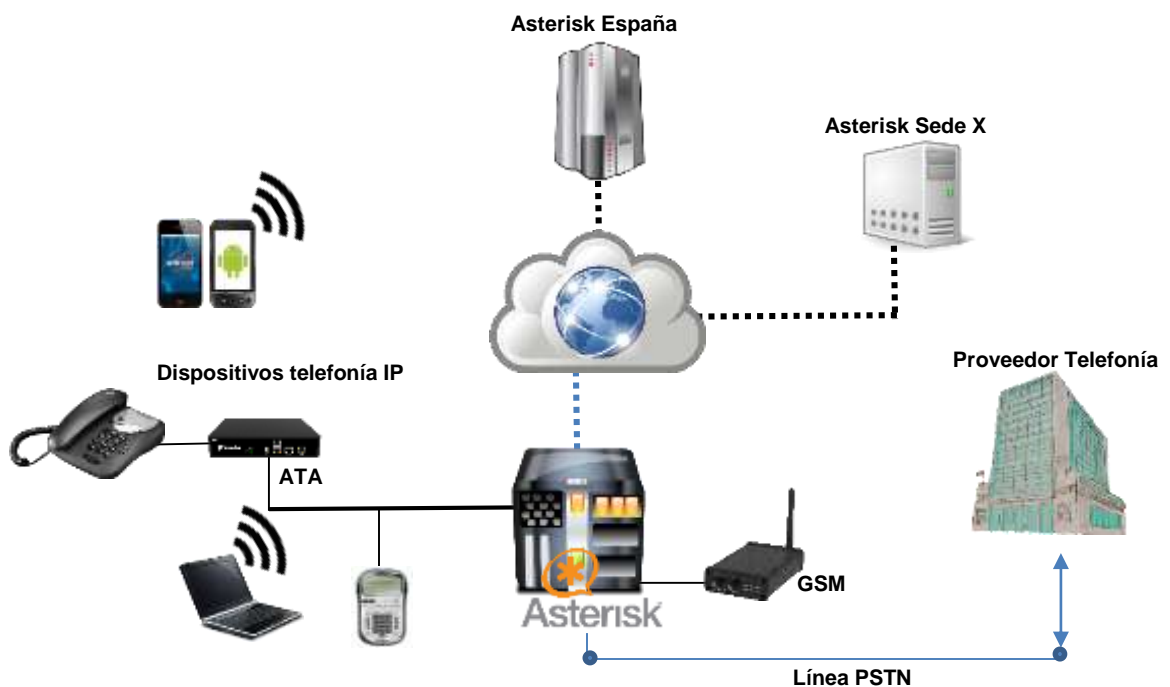 Asterisk España
Asterisk Sede X
Dispositivos telefonía IP
Proveedor Telefonía
ATA
GSM
Asterisk
Línea PSTN